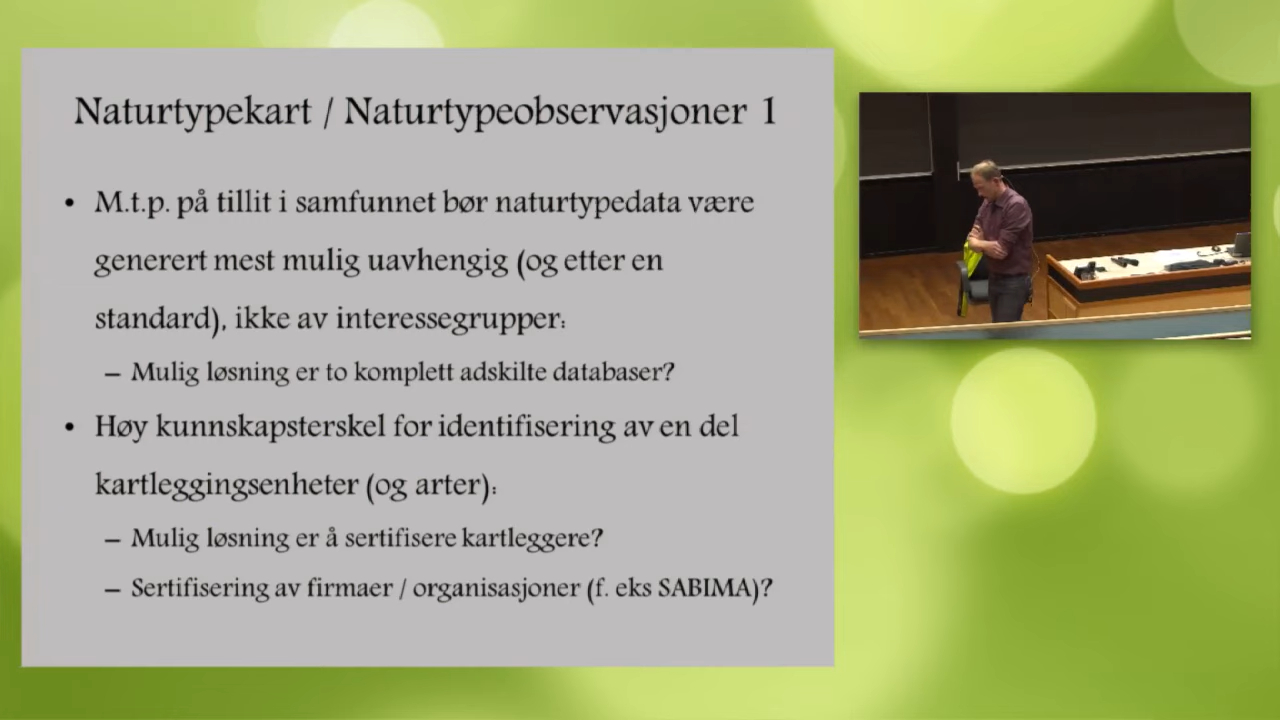 Naturtypekart / Naturtypeobservasjoner 1
• M.t.p. på tillit i samfunnet bør naturtypedata være
generert mest mulig uavhengig (og etter en
standard), ikke av interessegrupper:
– Mulig løsning er to komplett adskilte databaser?
• Høy kunnskapsterskel for identifisering av en del
kartleggingsenheter (og arter):
– Mulig løsning er å sertifisere kartleggere?
– Sertifisering av firmaer / organisasjoner (f. eks SABIMA)?